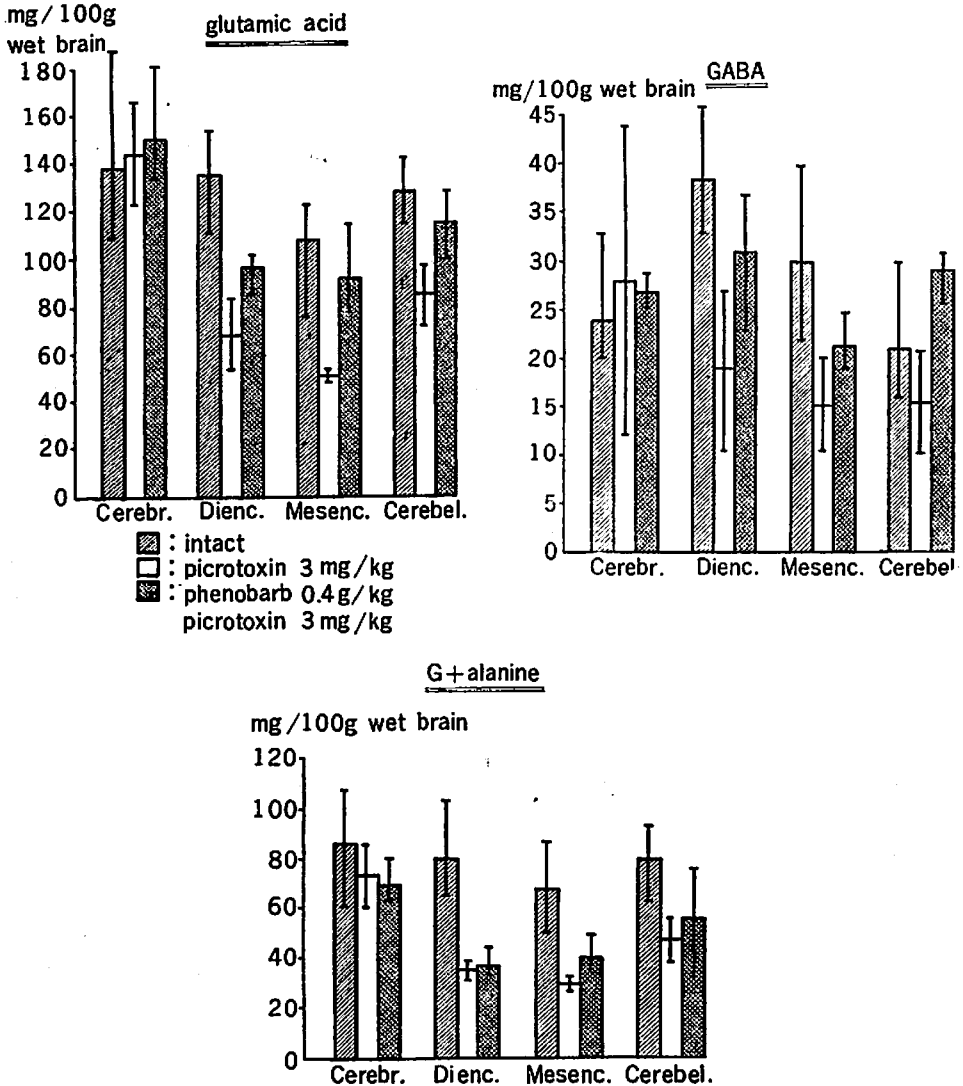 mg/100g
wet brain
glutamic acid
180
160
140
120
100
80
60
40
20
0
Cerebr. Dienc. Mesenc. Cerebel.
: intact
: picrotoxin 3 mg/kg
: phenobarb 0.4 g/kg
picrotoxin 3 mg/kg
GABA
mg/100g wet brain
45
40
35
30
25
20
15
10
5
0
Cerebr. Dienc. Mesenc. Cerebel
G+alanine
mg/100g wet brain
120
100
80
60
40
20
0
Cerebr. Dienc. Mesenc. Cerebel.